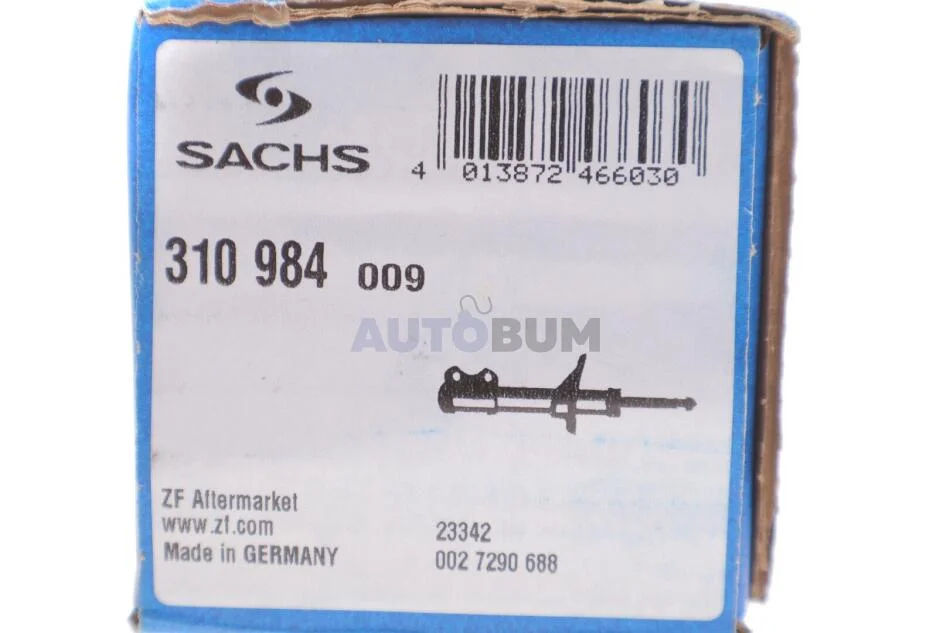 SACHS
4 013872 466030
310 984 009
AUTOBUM
ZF Aftermarket
www.zf.com
Made in GERMANY
23342
002 7290 688